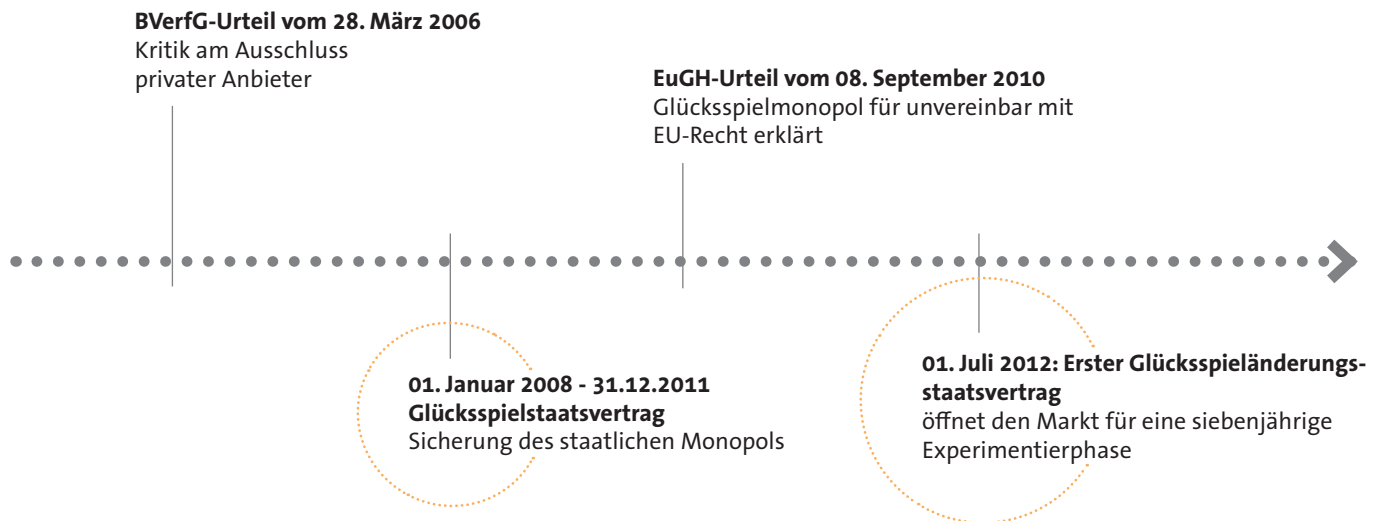 BVerfG-Urteil vom 28. März 2006
Kritik am Ausschluss
privater Anbieter
EuGH-Urteil vom 08. September 2010
Glücksspielmonopol für unvereinbar mit
EU-Recht erklärt
01. Januar 2008 - 31.12.2011
Glücksspielstaatsvertrag
Sicherung des staatlichen Monopols
01. Juli 2012: Erster Glücksspieländerungs-
staatsvertrag
öffnet den Markt für eine siebenjährige
Experimentierphase